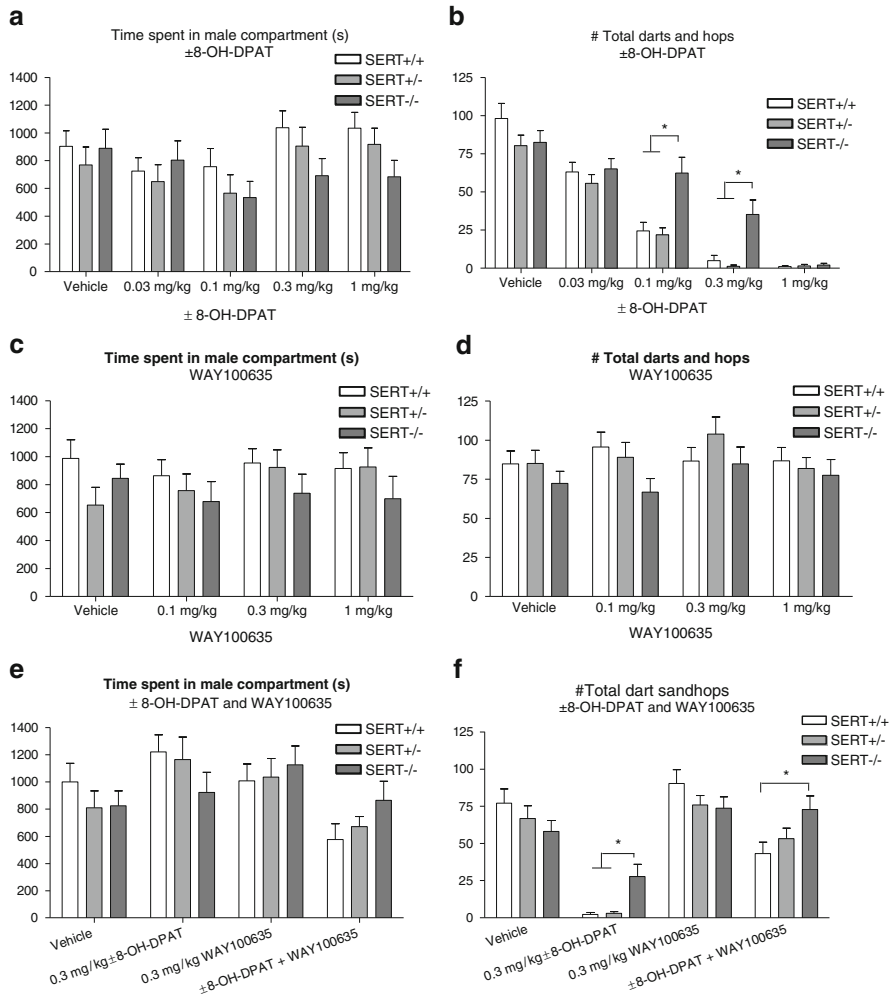 a
Time spent in male compartment (s)
±8-OH-DPAT
SERT+/+
SERT+/-
SERT-/-
1400
1200
1000
800
600
400
200
0
Vehicle 0.03 mg/kg 0.1 mg/kg 0.3 mg/kg 1 mg/kg
± 8-OH-DPAT
b
# Total darts and hops
±8-OH-DPAT
SERT+/+
SERT+/-
SERT-/-
125
100
75
50
25
0
*
*
Vehicle 0.03 mg/kg 0.1 mg/kg 0.3 mg/kg 1 mg/kg
± 8-OH-DPAT
c
Time spent in male compartment (s)
WAY100635
SERT+/+
SERT+/-
SERT-/-
1400
1200
1000
800
600
400
200
0
Vehicle 0.1 mg/kg 0.3 mg/kg 1 mg/kg
WAY100635
d
# Total darts and hops
WAY100635
SERT+/+
SERT+/-
SERT-/-
125
100
75
50
25
0
Vehicle 0.1 mg/kg 0.3 mg/kg 1 mg/kg
WAY100635
e
Time spent in male compartment (s)
± 8-OH-DPAT and WAY100635
SERT+/+
SERT+/-
SERT-/-
1400
1200
1000
800
600
400
200
0
Vehicle
0.3 mg/kg±8-OH-DPAT
0.3 mg/kg WAY100635
±8-OH-DPAT + WAY100635
f
#Total dart sandhops
±8-OH-DPAT and WAY100635
SERT+/+
SERT+/-
SERT-/-
100
75
50
25
0
*
*
Vehicle
0.3 mg/kg±8-OH-DPAT
0.3 mg/kg WAY100635
±8-OH-DPAT + WAY100635